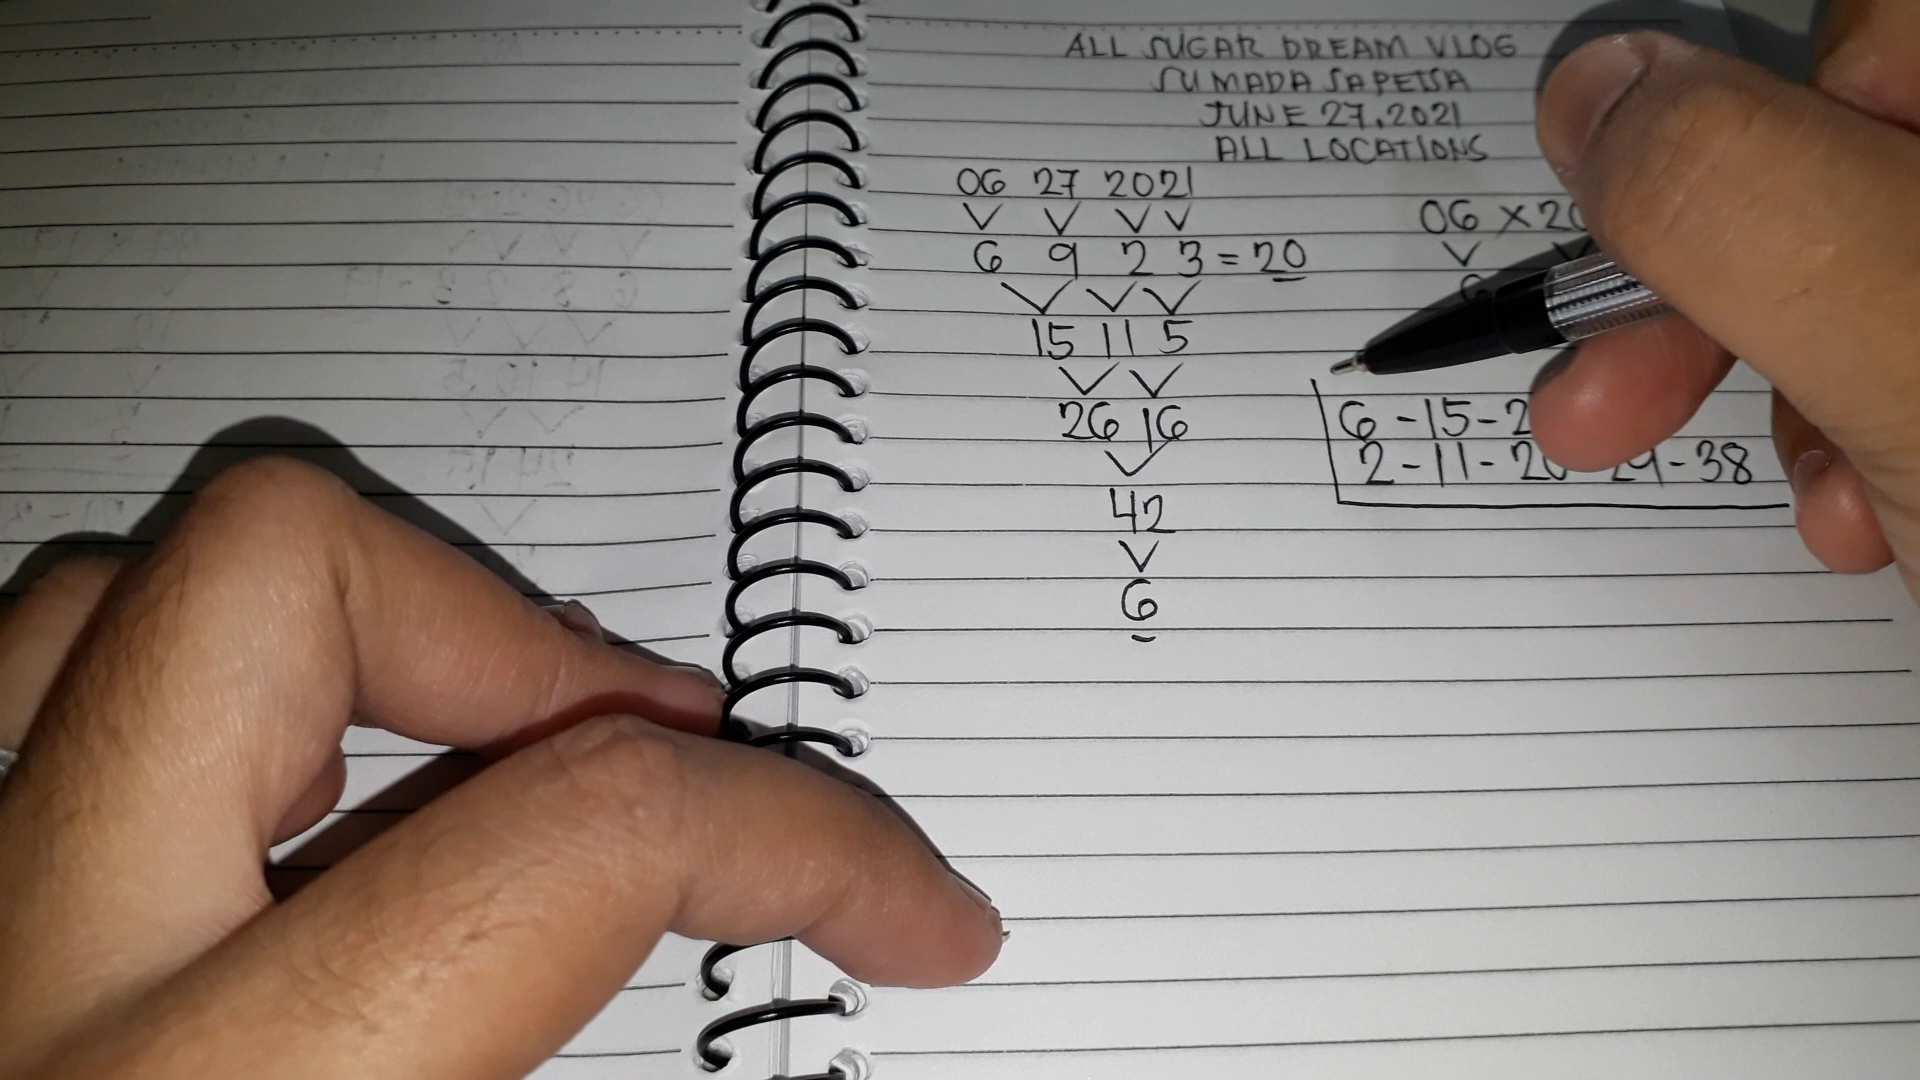 ALL SUGAR DREAM VLOG
SUMADA SAPETSA
JUNE 27, 2021
ALL LOCATIONS
06 27 2021
6 9 2 3 = 20
15 11 5
26 16
42
6
06 X 20
6 - 15 - 2
2 - 11 - 20 29 - 38